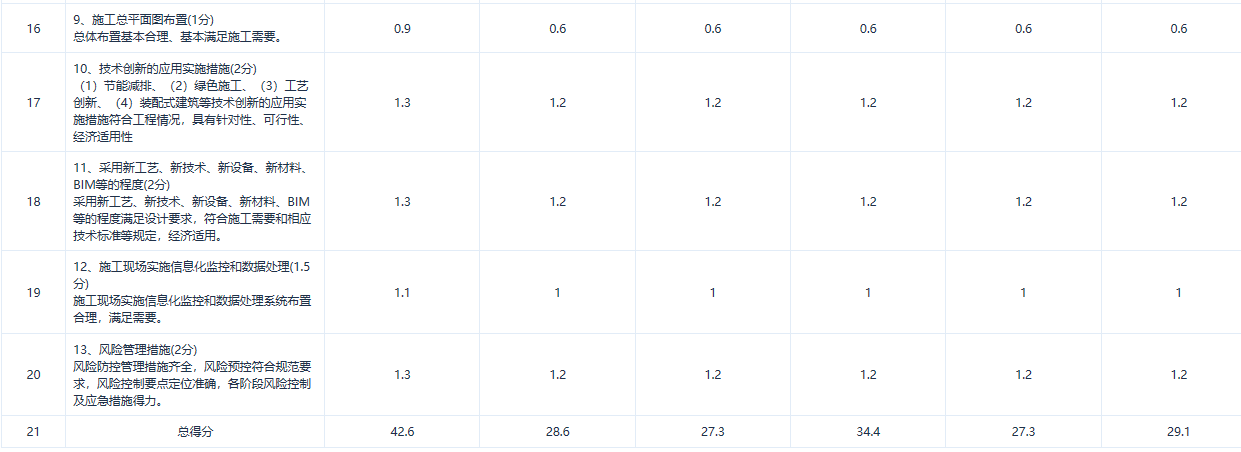 16
9、施工总平面图布置(1分)
总体布置基本合理、基本满足施工需要。
0.9
0.6
0.6
0.6
0.6
0.6
17
10、技术创新的应用实施措施(2分)
（1）节能减排、（2）绿色施工、（3）工艺
创新、（4）装配式建筑等技术创新的应用实
施措施符合工程情况，具有针对性、可行性、
经济适用性
1.3
1.2
1.2
1.2
1.2
1.2
18
11、采用新工艺、新技术、新设备、新材料、
BIM等的程度(2分)
采用新工艺、新技术、新设备、新材料、BIM
等的程度满足设计要求，符合施工需要和相应
技术标准等规定，经济适用。
1.3
1.2
1.2
1.2
1.2
1.2
19
12、施工现场实施信息化监控和数据处理(1.5
分)
施工现场实施信息化监控和数据处理系统布置
合理，满足需要。
1.1
1
1
1
1
1
20
13、风险管理措施(2分)
风险防控管理措施齐全，风险预控符合规范要
求，风险控制要点定位准确，各阶段风险控制
及应急措施得力。
1.3
1.2
1.2
1.2
1.2
1.2
21
总得分
42.6
28.6
27.3
34.4
27.3
29.1